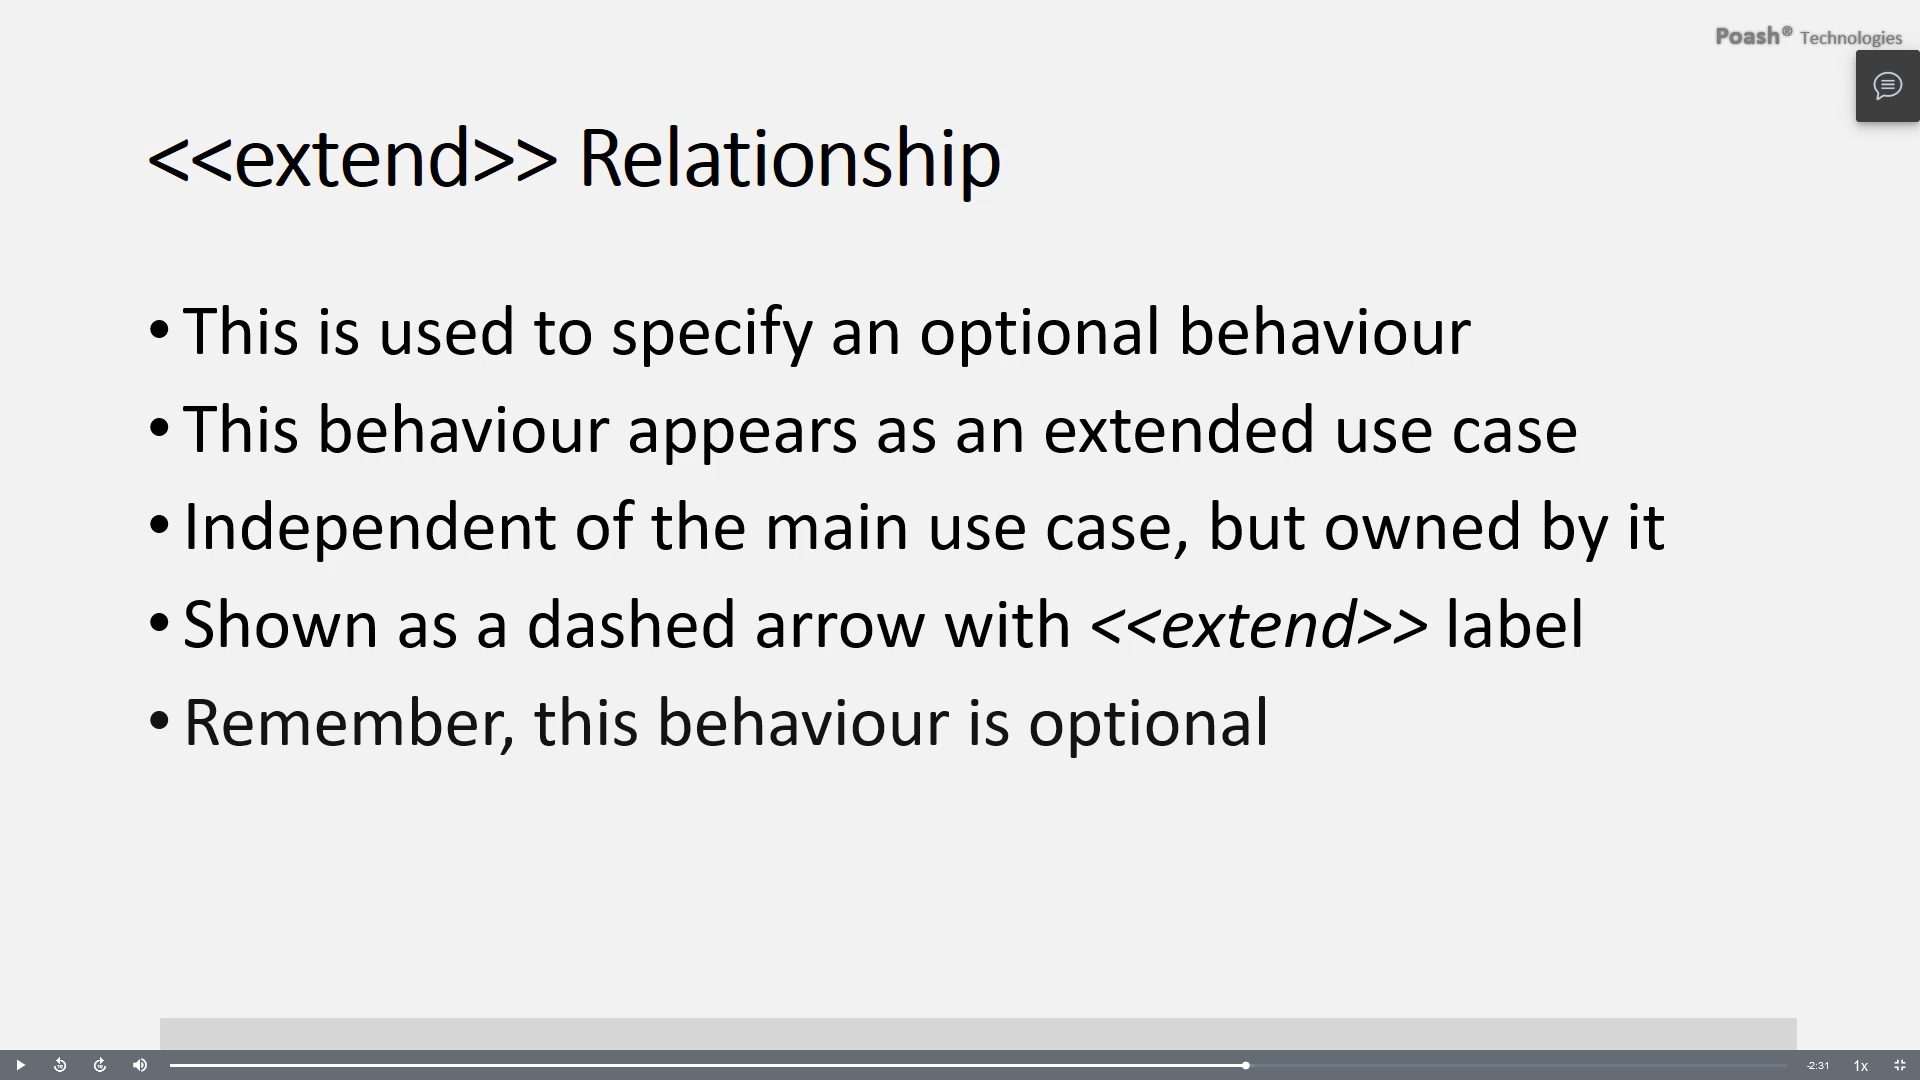 Poash® Technologies
<<extend>> Relationship
• This is used to specify an optional behaviour
• This behaviour appears as an extended use case
• Independent of the main use case, but owned by it
• Shown as a dashed arrow with <<extend>> label
• Remember, this behaviour is optional
-2:31 1x